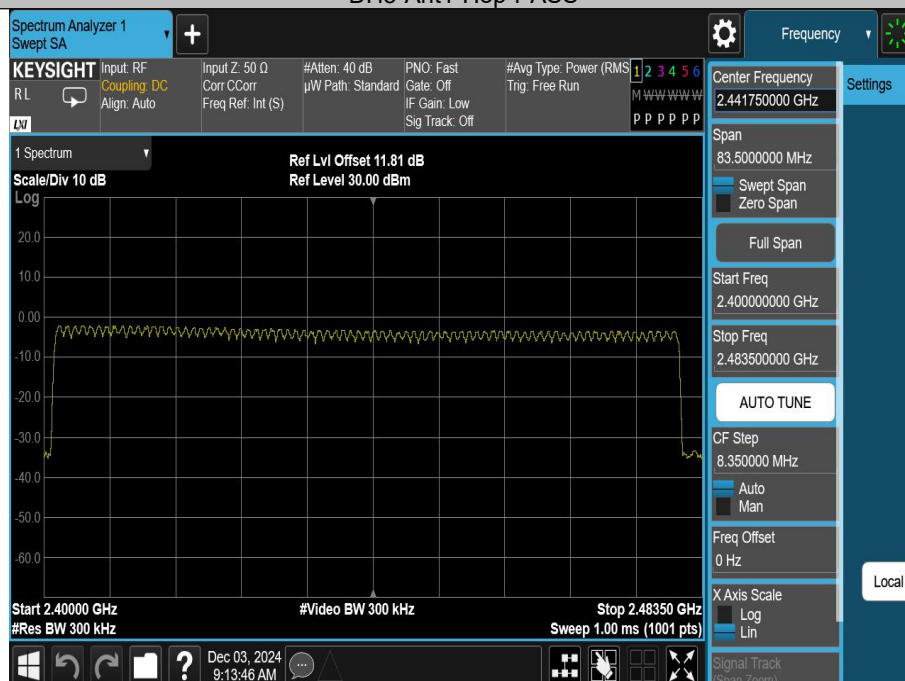 Spectrum Analyzer 1
Swept SA
Frequency
KEYSIGHT
R L
LXI
Input: RF
Coupling: DC
Align: Auto
Input Z: 50 Ω
Corr CCorr
Freq Ref: Int (S)
#Atten: 40 dB
µW Path: Standard
PNO: Fast
Gate: Off
IF Gain: Low
Sig Track: Off
#Avg Type: Power (RMS
Trig: Free Run
1 2 3 4 5 6
M W W W W W
P P P P P P
Center Frequency
2.441750000 GHz
Settings
Span
83.5000000 MHz
Swept Span
Zero Span
Full Span
Start Freq
2.400000000 GHz
Stop Freq
2.483500000 GHz
AUTO TUNE
CF Step
8.350000 MHz
Auto
Man
Freq Offset
0 Hz
X Axis Scale
Log
Lin
Signal Track
(Span Zoom)
Local
1 Spectrum
Scale/Div 10 dB
Ref Lvl Offset 11.81 dB
Ref Level 30.00 dBm
Log
20.0
10.0
0.00
-10.0
-20.0
-30.0
-40.0
-50.0
-60.0
Start 2.40000 GHz
#Video BW 300 kHz
Stop 2.48350 GHz
#Res BW 300 kHz
Sweep 1.00 ms (1001 pts)
Dec 03, 2024
9:13:46 AM